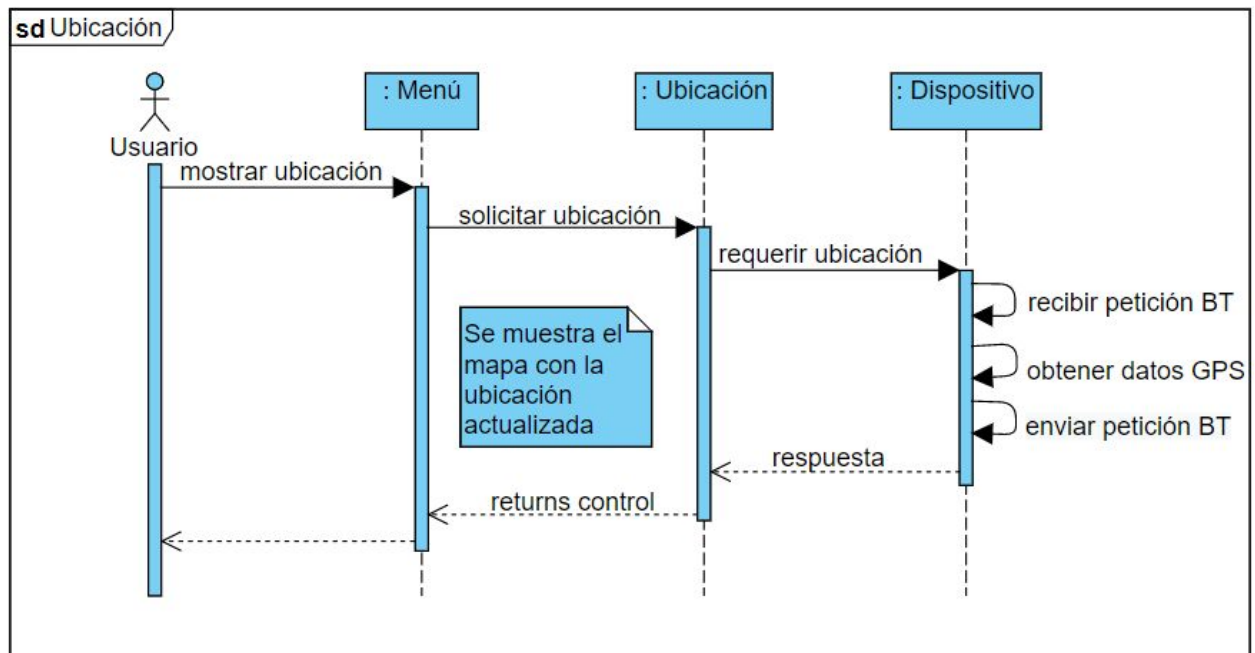 sd Ubicación
: Menú
: Ubicación
: Dispositivo
Usuario
mostrar ubicación
solicitar ubicación
requerir ubicación
recibir petición BT
Se muestra el
mapa con la
ubicación
actualizada
obtener datos GPS
enviar petición BT
respuesta
returns control